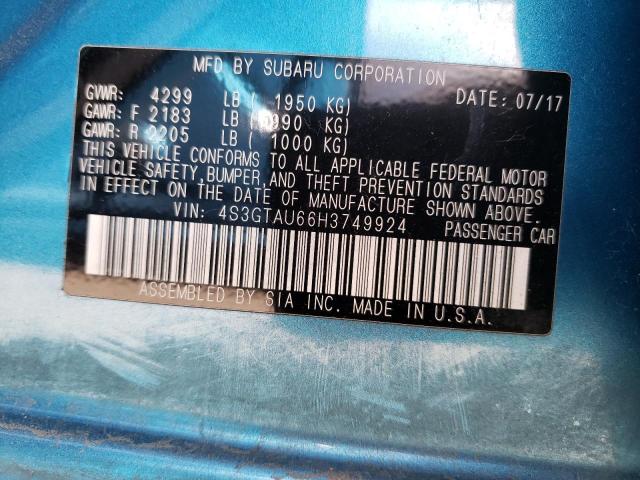 MFD BY SUBARU CORPORATION DATE: 07/17
GVWR: 4299 LB ( 1950 KG)
GAWR: F 2183 LB ( 990 KG)
GAWR: R 2205 LB ( 1000 KG)
THIS VEHICLE CONFORMS TO ALL APPLICABLE FEDERAL MOTOR
VEHICLE SAFETY, BUMPER, AND THEFT PREVENTION STANDARDS
IN EFFECT ON THE DATE OF MANUFACTURE SHOWN ABOVE.
VIN: 4S3GTAU66H3749924 PASSENGER CAR
ASSEMBLED BY SIA INC. MADE IN U.S.A.